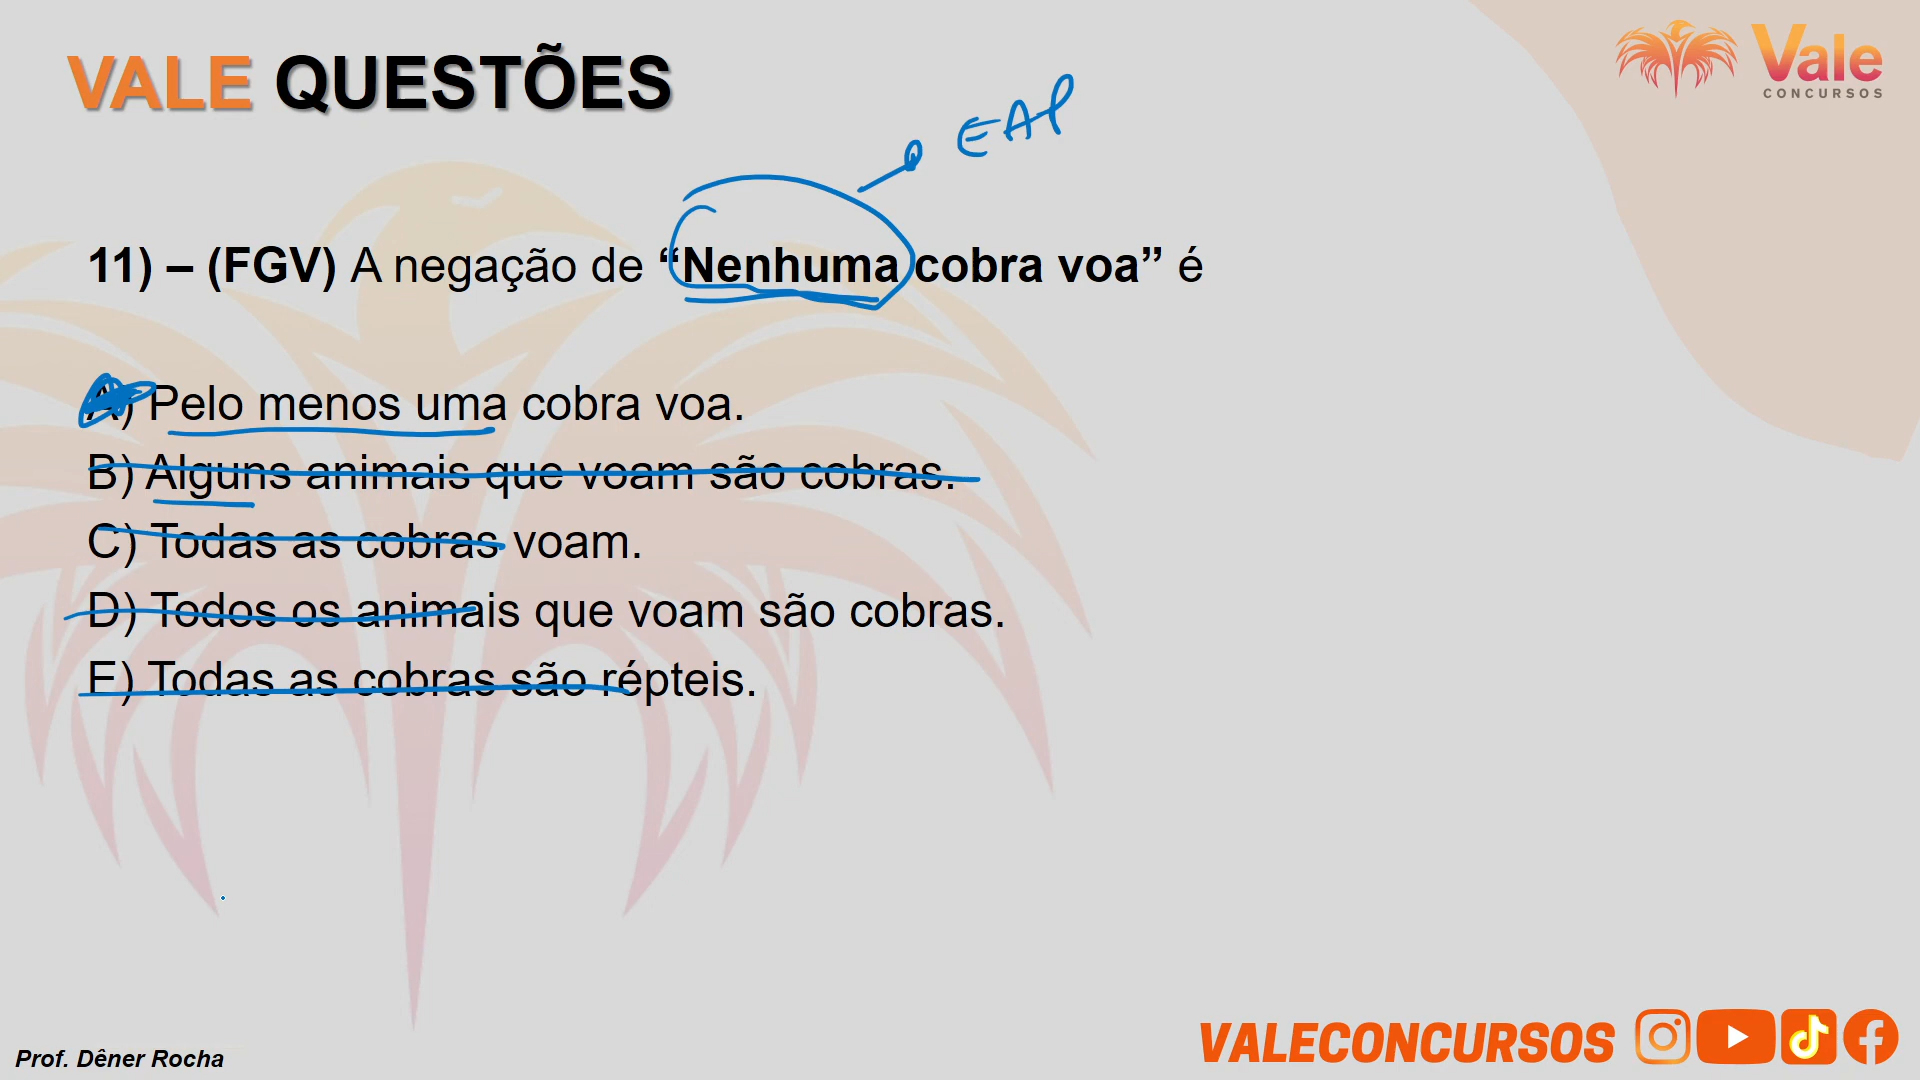 VALE QUESTÕES
Vale
CONCURSOS
EAP
11) – (FGV) A negação de “Nenhuma cobra voa” é
A) Pelo menos uma cobra voa.
B) Alguns animais que voam são cobras.
C) Todas as cobras voam.
D) Todos os animais que voam são cobras.
E) Todas as cobras são répteis.
VALECONCURSOS
Prof. Dêner Rocha